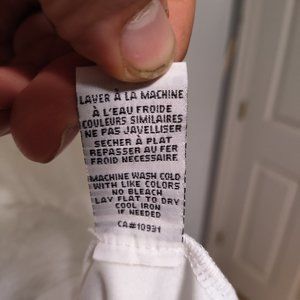 LAVER À LA MACHINE
À L'EAU FROIDE
COULEURS SIMILAIRES
NE PAS JAVELLISER
SECHER À PLAT
REPASSER AU FER
FROID NECESSAIRE
MACHINE WASH COLD
WITH LIKE COLORS
NO BLEACH
LAY FLAT TO DRY
COOL IRON
IF NEEDED
CA#10931